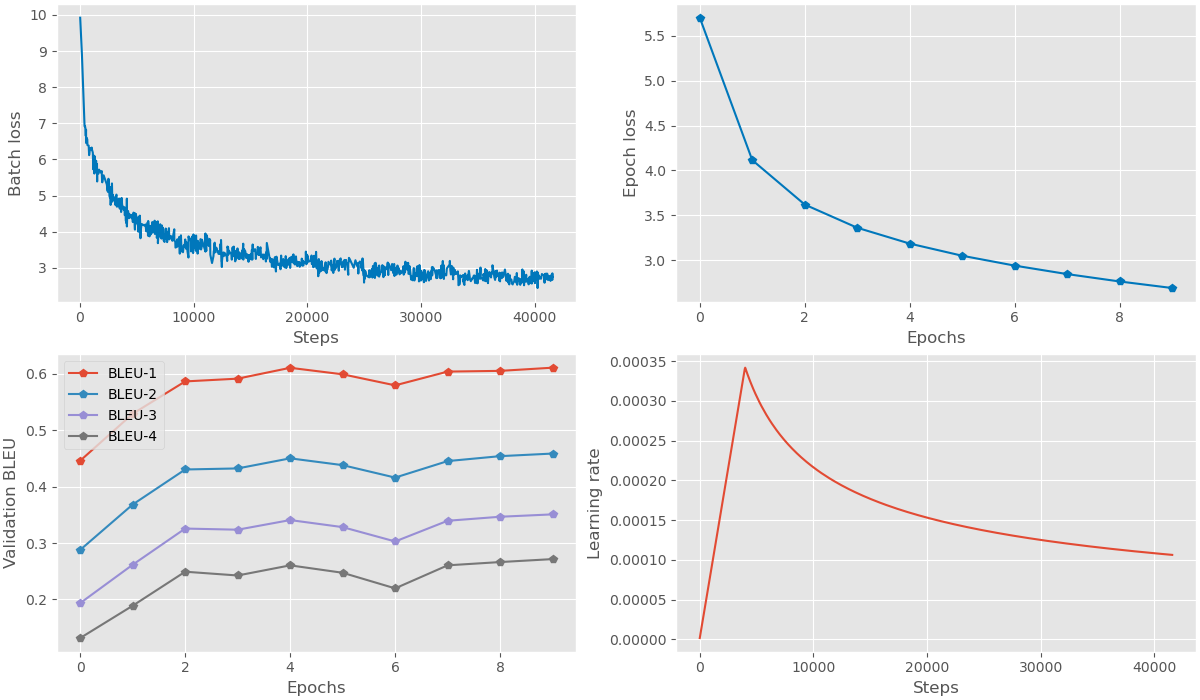 10
9
8
7
6
5
4
3
Batch loss
0 10000 20000 30000 40000
Steps
5.5
5.0
4.5
4.0
3.5
3.0
Epoch loss
0 2 4 6 8
Epochs
0.6
0.5
0.4
0.3
0.2
Validation BLEU
BLEU-1
BLEU-2
BLEU-3
BLEU-4
0 2 4 6 8
Epochs
0.00035
0.00030
0.00025
0.00020
0.00015
0.00010
0.00005
0.00000
Learning rate
0 10000 20000 30000 40000
Steps